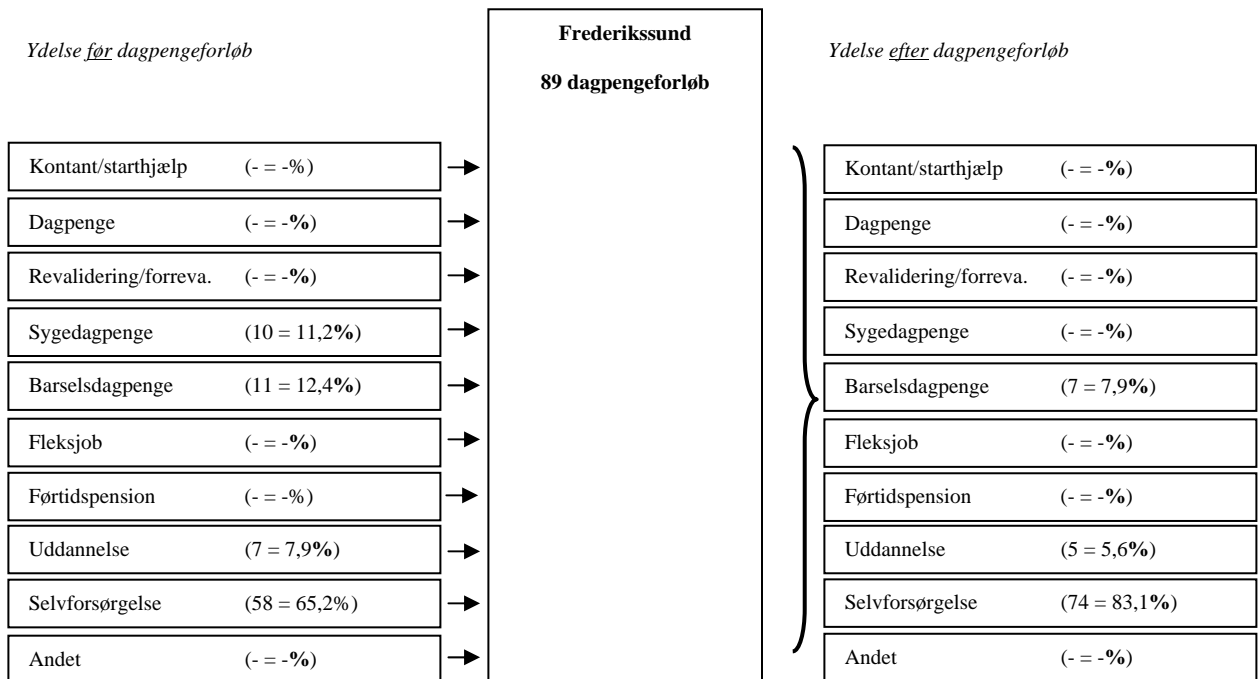 Ydelse før dagpengeforløb
Frederikssund
89 dagpengeforløb
Ydelse efter dagpengeforløb
Kontant/starthjælp (- = -%)
Dagpenge (- = -%)
Revalidering/forreva. (- = -%)
Sygedagpenge (10 = 11,2%)
Barselsdagpenge (11 = 12,4%)
Fleksjob (- = -%)
Førtidspension (- = -%)
Uddannelse (7 = 7,9%)
Selvforsørgelse (58 = 65,2%)
Andet (- = -%)
Kontant/starthjælp (- = -%)
Dagpenge (- = -%)
Revalidering/forreva. (- = -%)
Sygedagpenge (- = -%)
Barselsdagpenge (7 = 7,9%)
Fleksjob (- = -%)
Førtidspension (- = -%)
Uddannelse (5 = 5,6%)
Selvforsørgelse (74 = 83,1%)
Andet (- = -%)